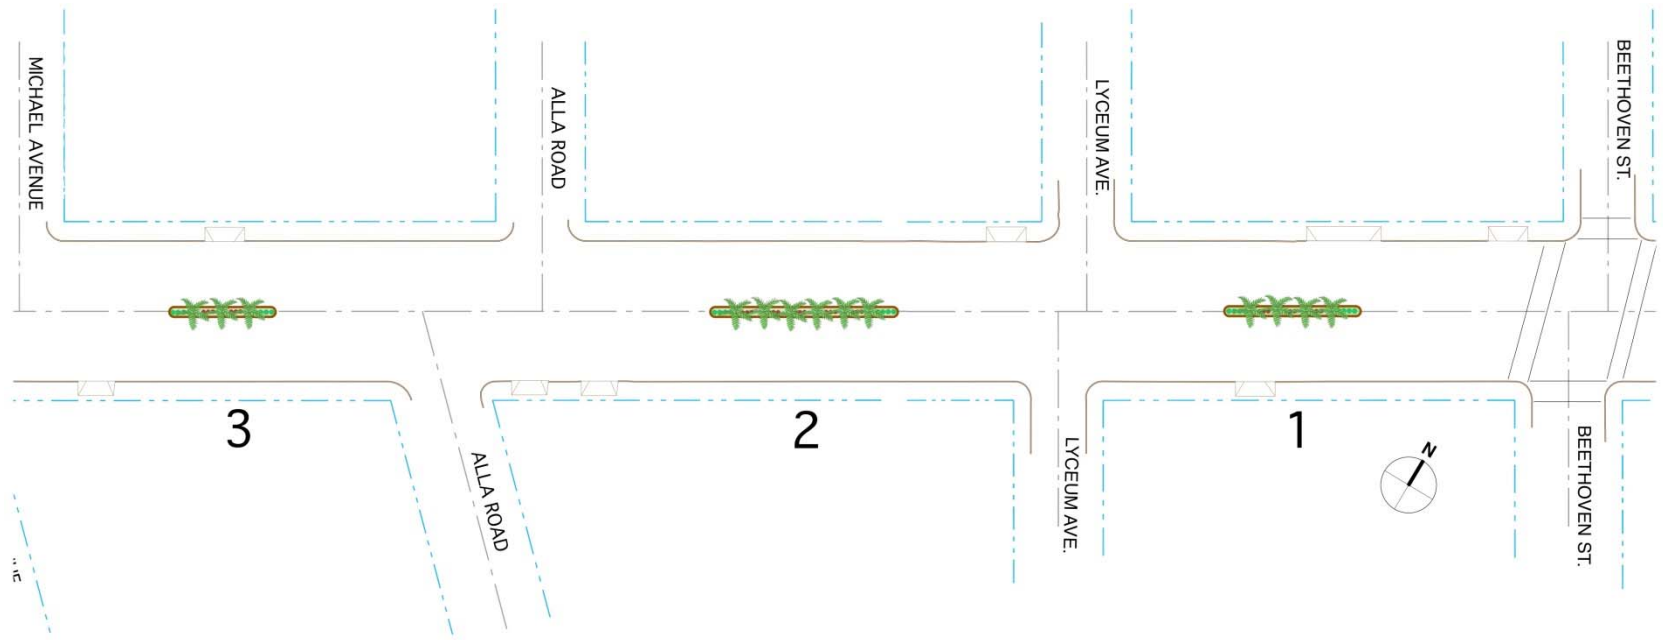 MICHAEL AVENUE
ALLA ROAD
LYCEUM AVE.
BEETHOVEN ST.
3
2
1
N
ALLA ROAD
LYCEUM AVE.
BEETHOVEN ST.